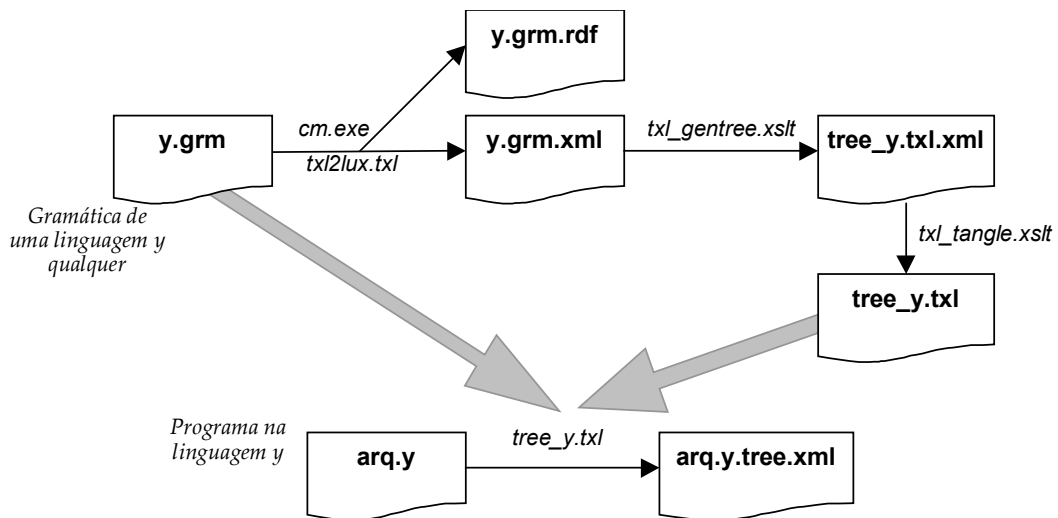 y.grm.rdf
y.grm
cm.exe
txl2lux.txl
y.grm.xml
txl_gentree.xslt
tree_y.txl.xml
Gramática de
uma linguagem y
qualquer
txl_tangle.xslt
tree_y.txl
Programa na
linguagem y
arq.y
tree_y.txl
arq.y.tree.xml